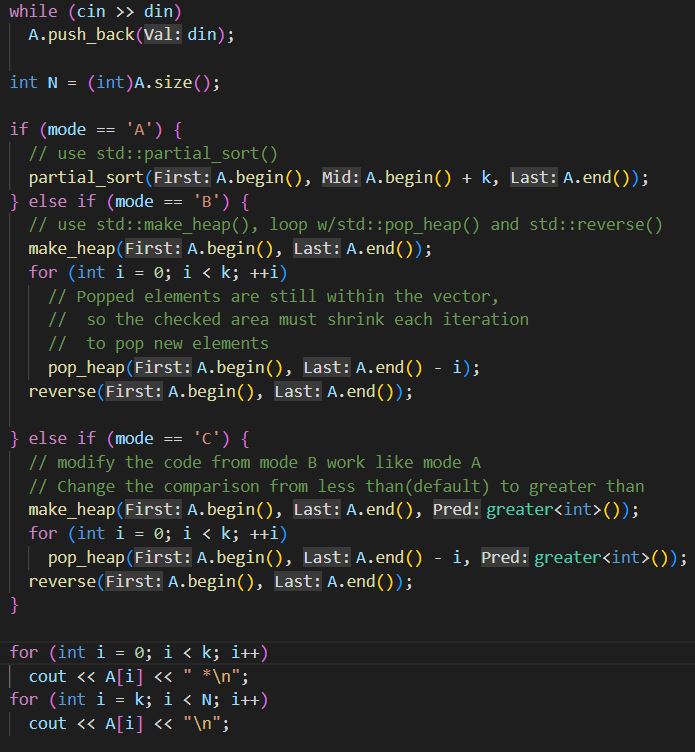 while (cin >> din)
  A.push_back(Val: din);

int N = (int)A.size();

if (mode == 'A') {
  // use std::partial_sort()
  partial_sort(First: A.begin(), Mid: A.begin() + k, Last: A.end());
} else if (mode == 'B') {
  // use std::make_heap(), loop w/std::pop_heap() and std::reverse()
  make_heap(First: A.begin(), Last: A.end());
  for (int i = 0; i < k; ++i)
    // Popped elements are still within the vector,
    //  so the checked area must shrink each iteration
    //  to pop new elements
    pop_heap(First: A.begin(), Last: A.end() - i);
  reverse(First: A.begin(), Last: A.end());

} else if (mode == 'C') {
  // modify the code from mode B work like mode A
  // Change the comparison from less than(default) to greater than
  make_heap(First: A.begin(), Last: A.end(), Pred: greater<int>());
  for (int i = 0; i < k; ++i)
    pop_heap(First: A.begin(), Last: A.end() - i, Pred: greater<int>());
  reverse(First: A.begin(), Last: A.end());
}

for (int i = 0; i < k; i++)
  cout << A[i] << " *\n";
for (int i = k; i < N; i++)
  cout << A[i] << "\n";